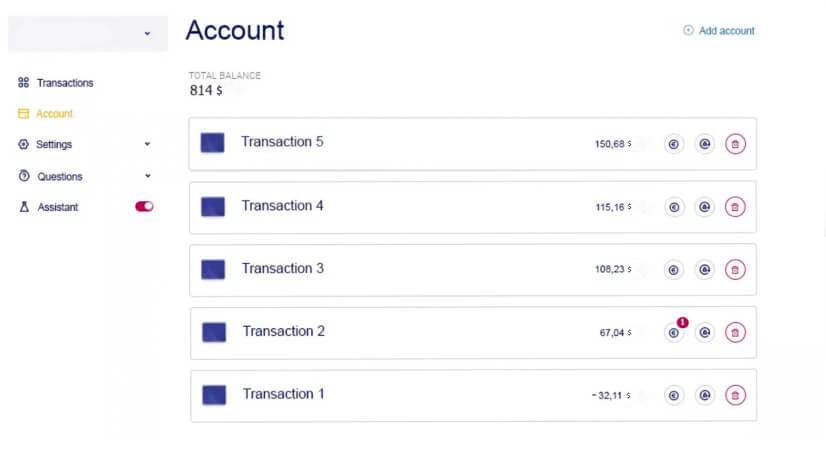 Account
Add account
Transactions
Account
Settings
Questions
Assistant
TOTAL BALANCE
814 $
Transaction 5 150,68 $
Transaction 4 115,16 $
Transaction 3 108,23 $
Transaction 2 67,04 $ 1
Transaction 1 - 32,11 $